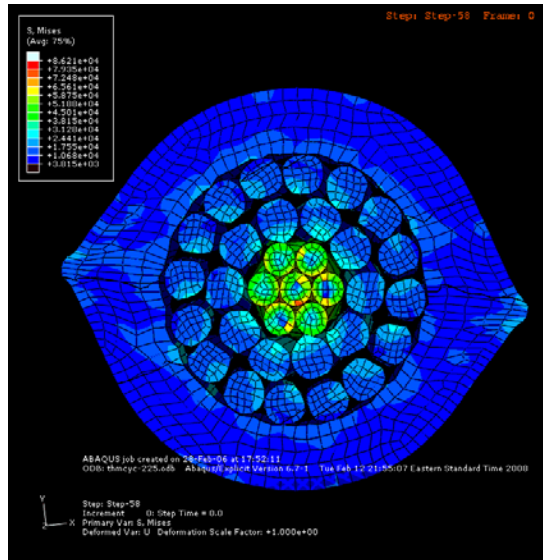 Step: Step-58 Frame: 0
S, Mises
(Avg: 75%)
+8.621e+04
+7.935e+04
+7.248e+04
+6.561e+04
+5.875e+04
+5.188e+04
+4.501e+04
+3.815e+04
+3.128e+04
+2.441e+04
+1.755e+04
+1.068e+04
+3.815e+03
ABAQUS job created on 28-Feb-06 at 17:52:11
ODB: thmcyc-225.odb Abaqus/Explicit Version 6.7-1 Tue Feb 12 21:55:07 Eastern Standard Time 2008
Y
Z X
Step: Step-58
Increment 0: Step Time = 0.0
Primary Var: S, Mises
Deformed Var: U Deformation Scale Factor: +1.000e+00